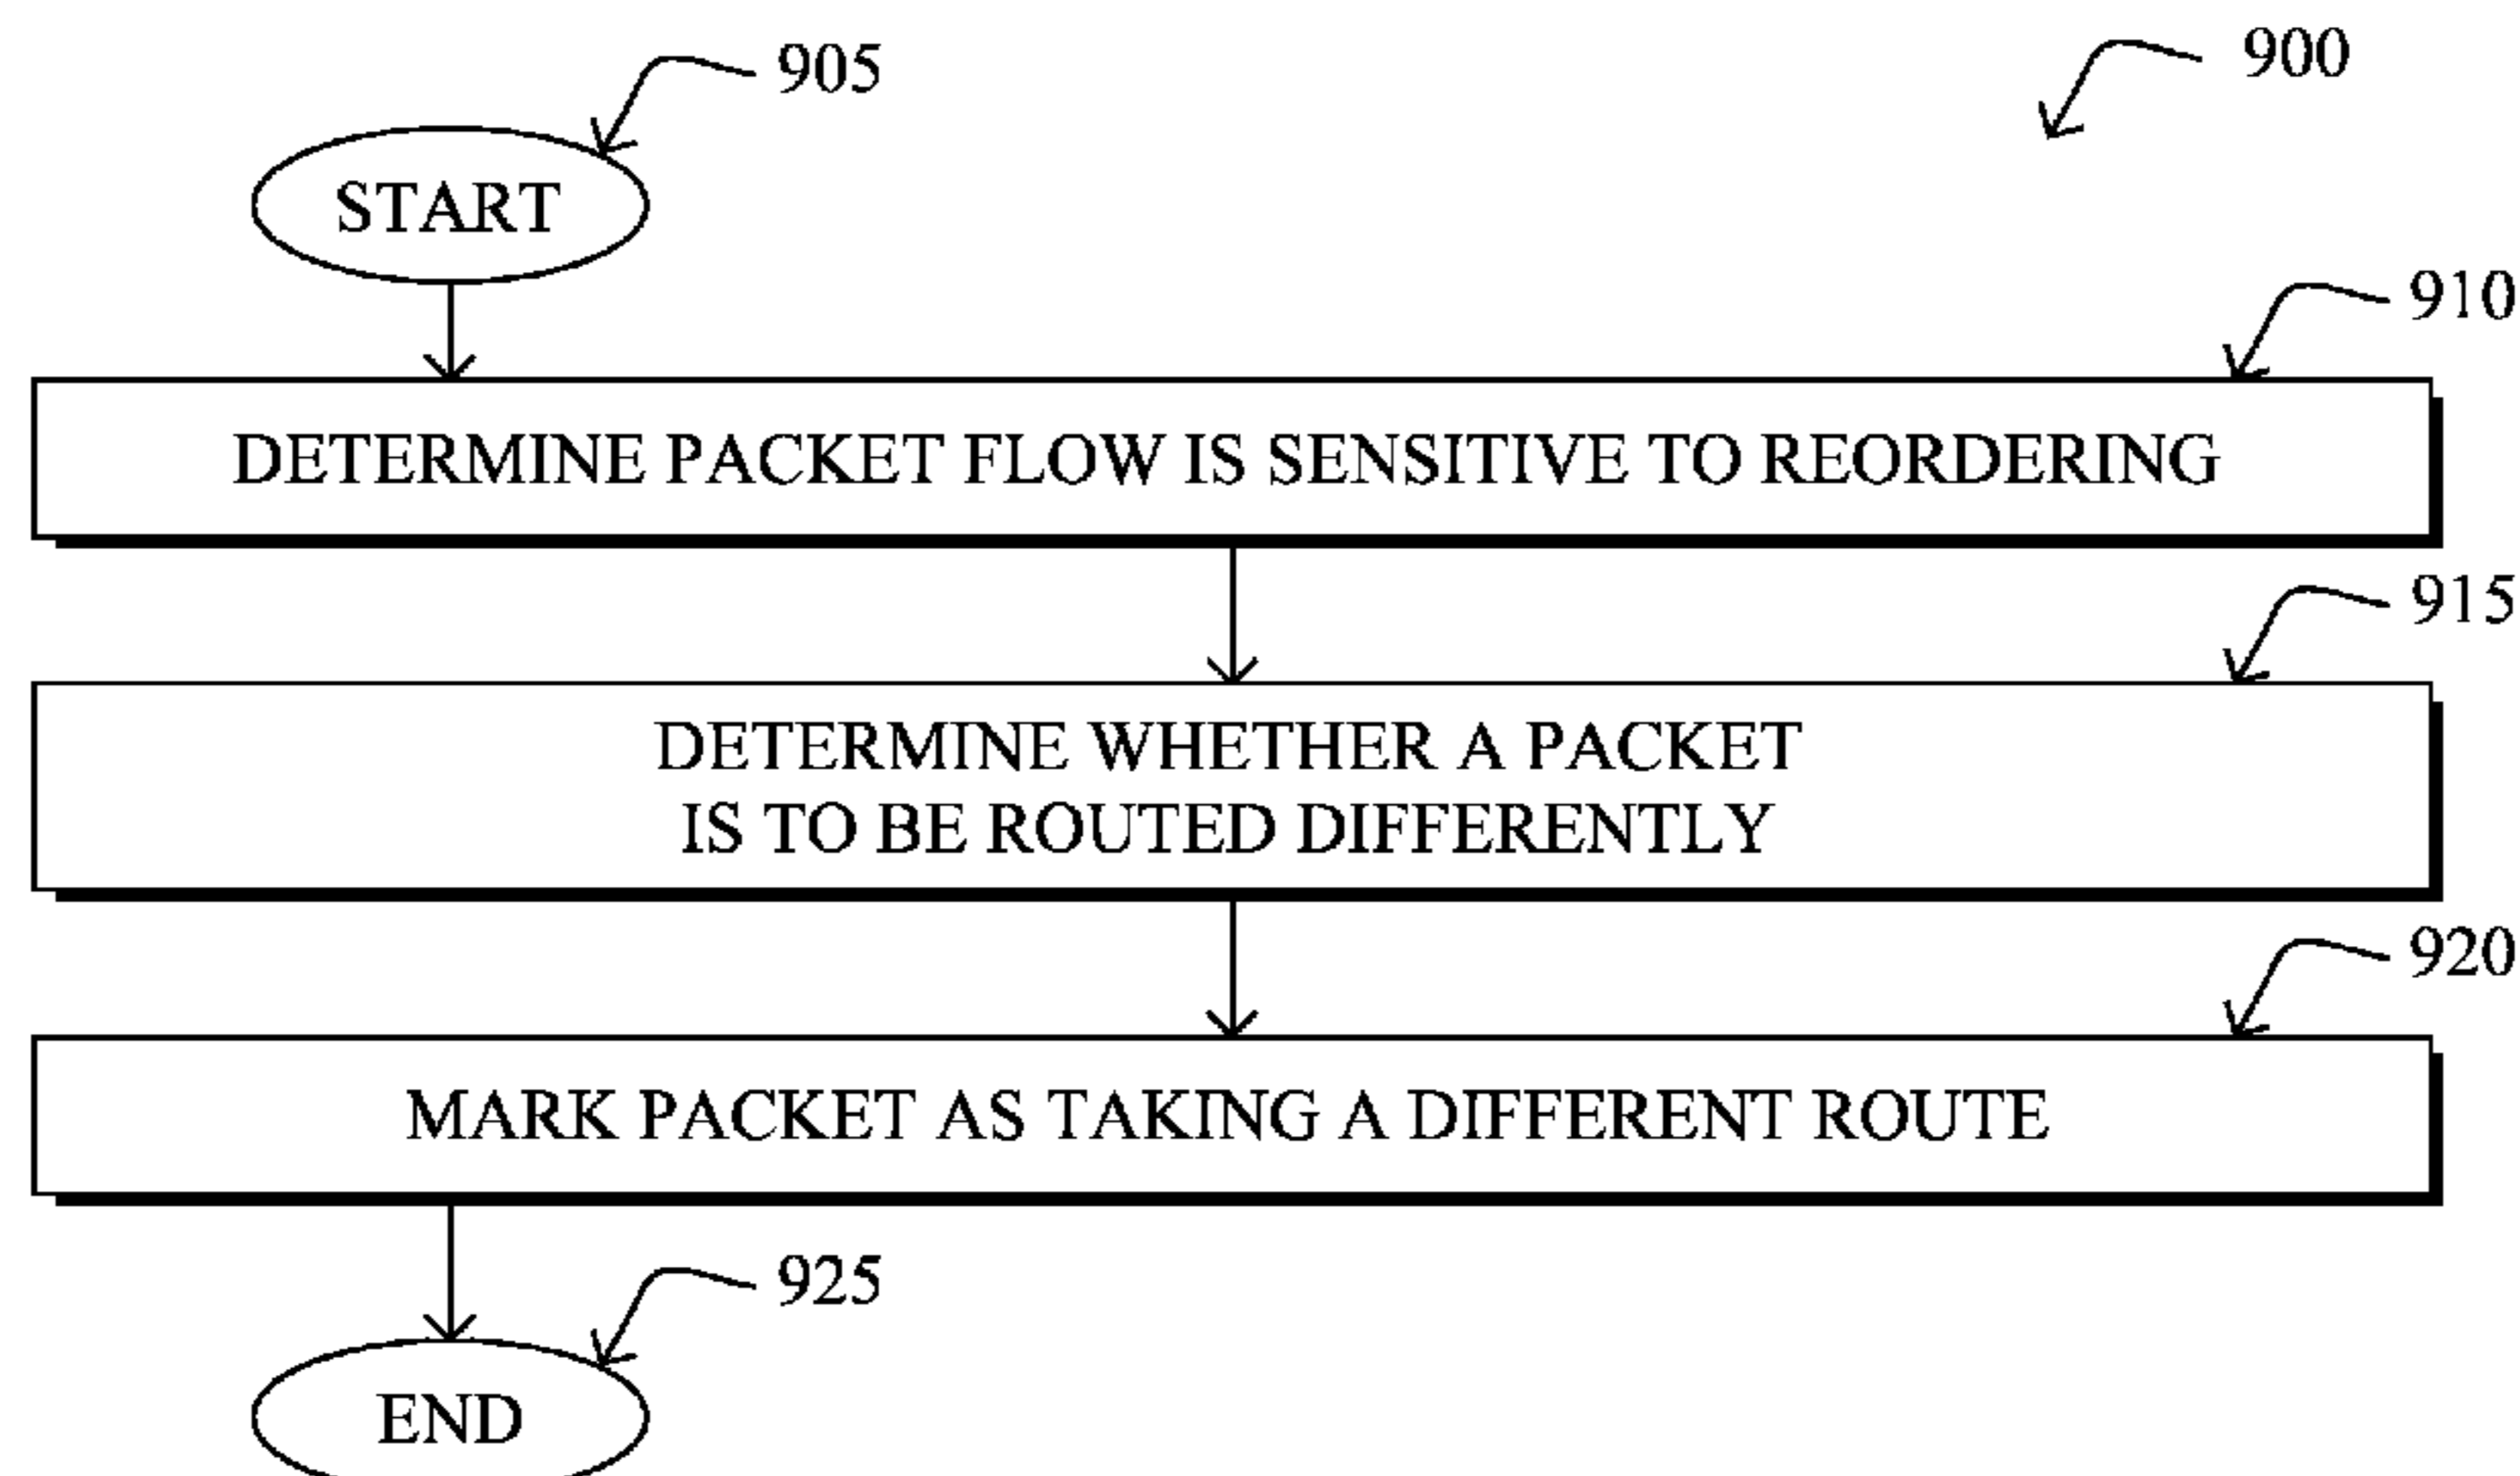 905
900
START
910
DETERMINE PACKET FLOW IS SENSITIVE TO REORDERING
915
DETERMINE WHETHER A PACKET
IS TO BE ROUTED DIFFERENTLY
920
MARK PACKET AS TAKING A DIFFERENT ROUTE
925
END